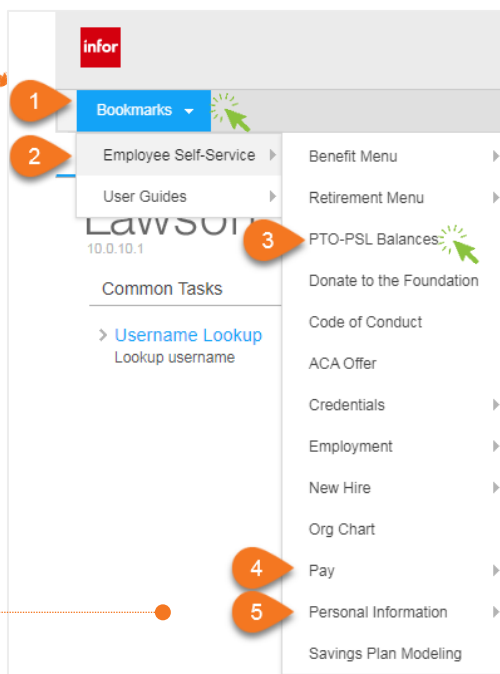 infor
1
Bookmarks
2
Employee Self-Service
User Guides
Lawson
10.0.10.1
Common Tasks
Username Lookup
Lookup username
Benefit Menu
Retirement Menu
3
PTO-PSL Balances
Donate to the Foundation
Code of Conduct
ACA Offer
Credentials
Employment
New Hire
Org Chart
4
Pay
5
Personal Information
Savings Plan Modeling